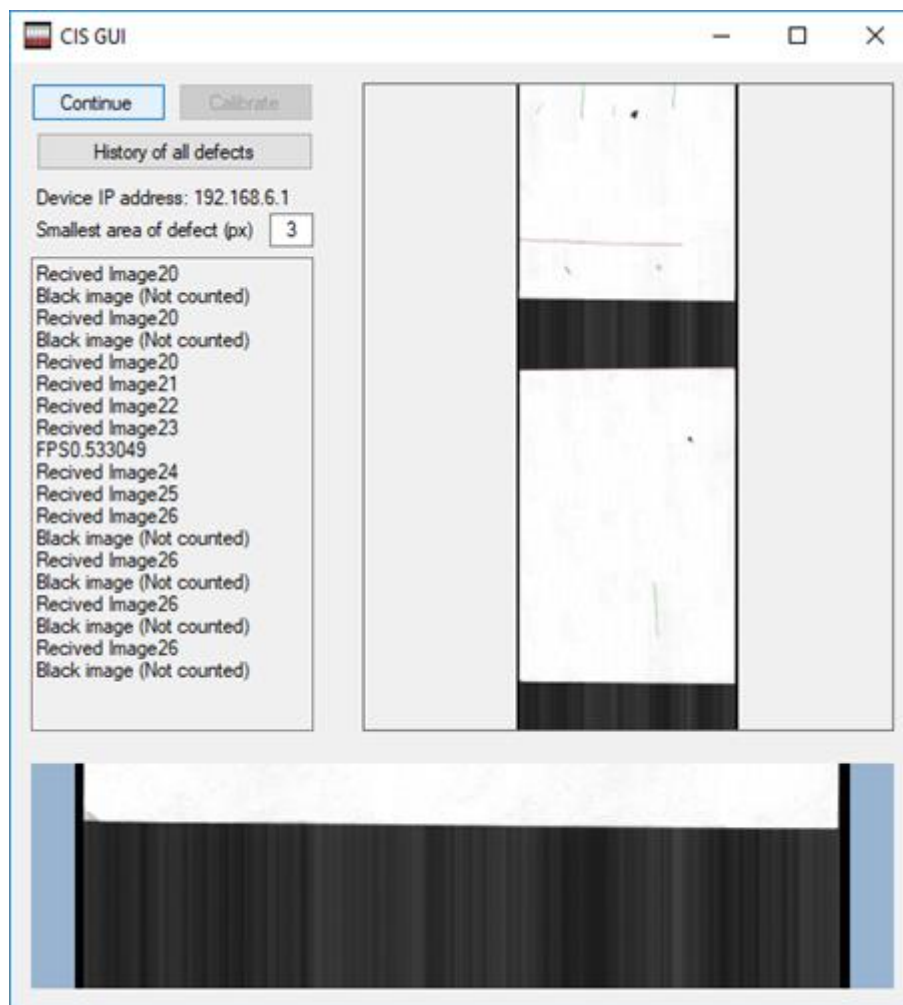 CIS GUI
Continue
Calibrate
History of all defects
Device IP address: 192.168.6.1
Smallest area of defect (px) 3
Recived Image20
Black image (Not counted)
Recived Image20
Black image (Not counted)
Recived Image20
Recived Image21
Recived Image22
Recived Image23
FPS0.533049
Recived Image24
Recived Image25
Recived Image26
Black image (Not counted)
Recived Image26
Black image (Not counted)
Recived Image26
Black image (Not counted)
Recived Image26
Black image (Not counted)